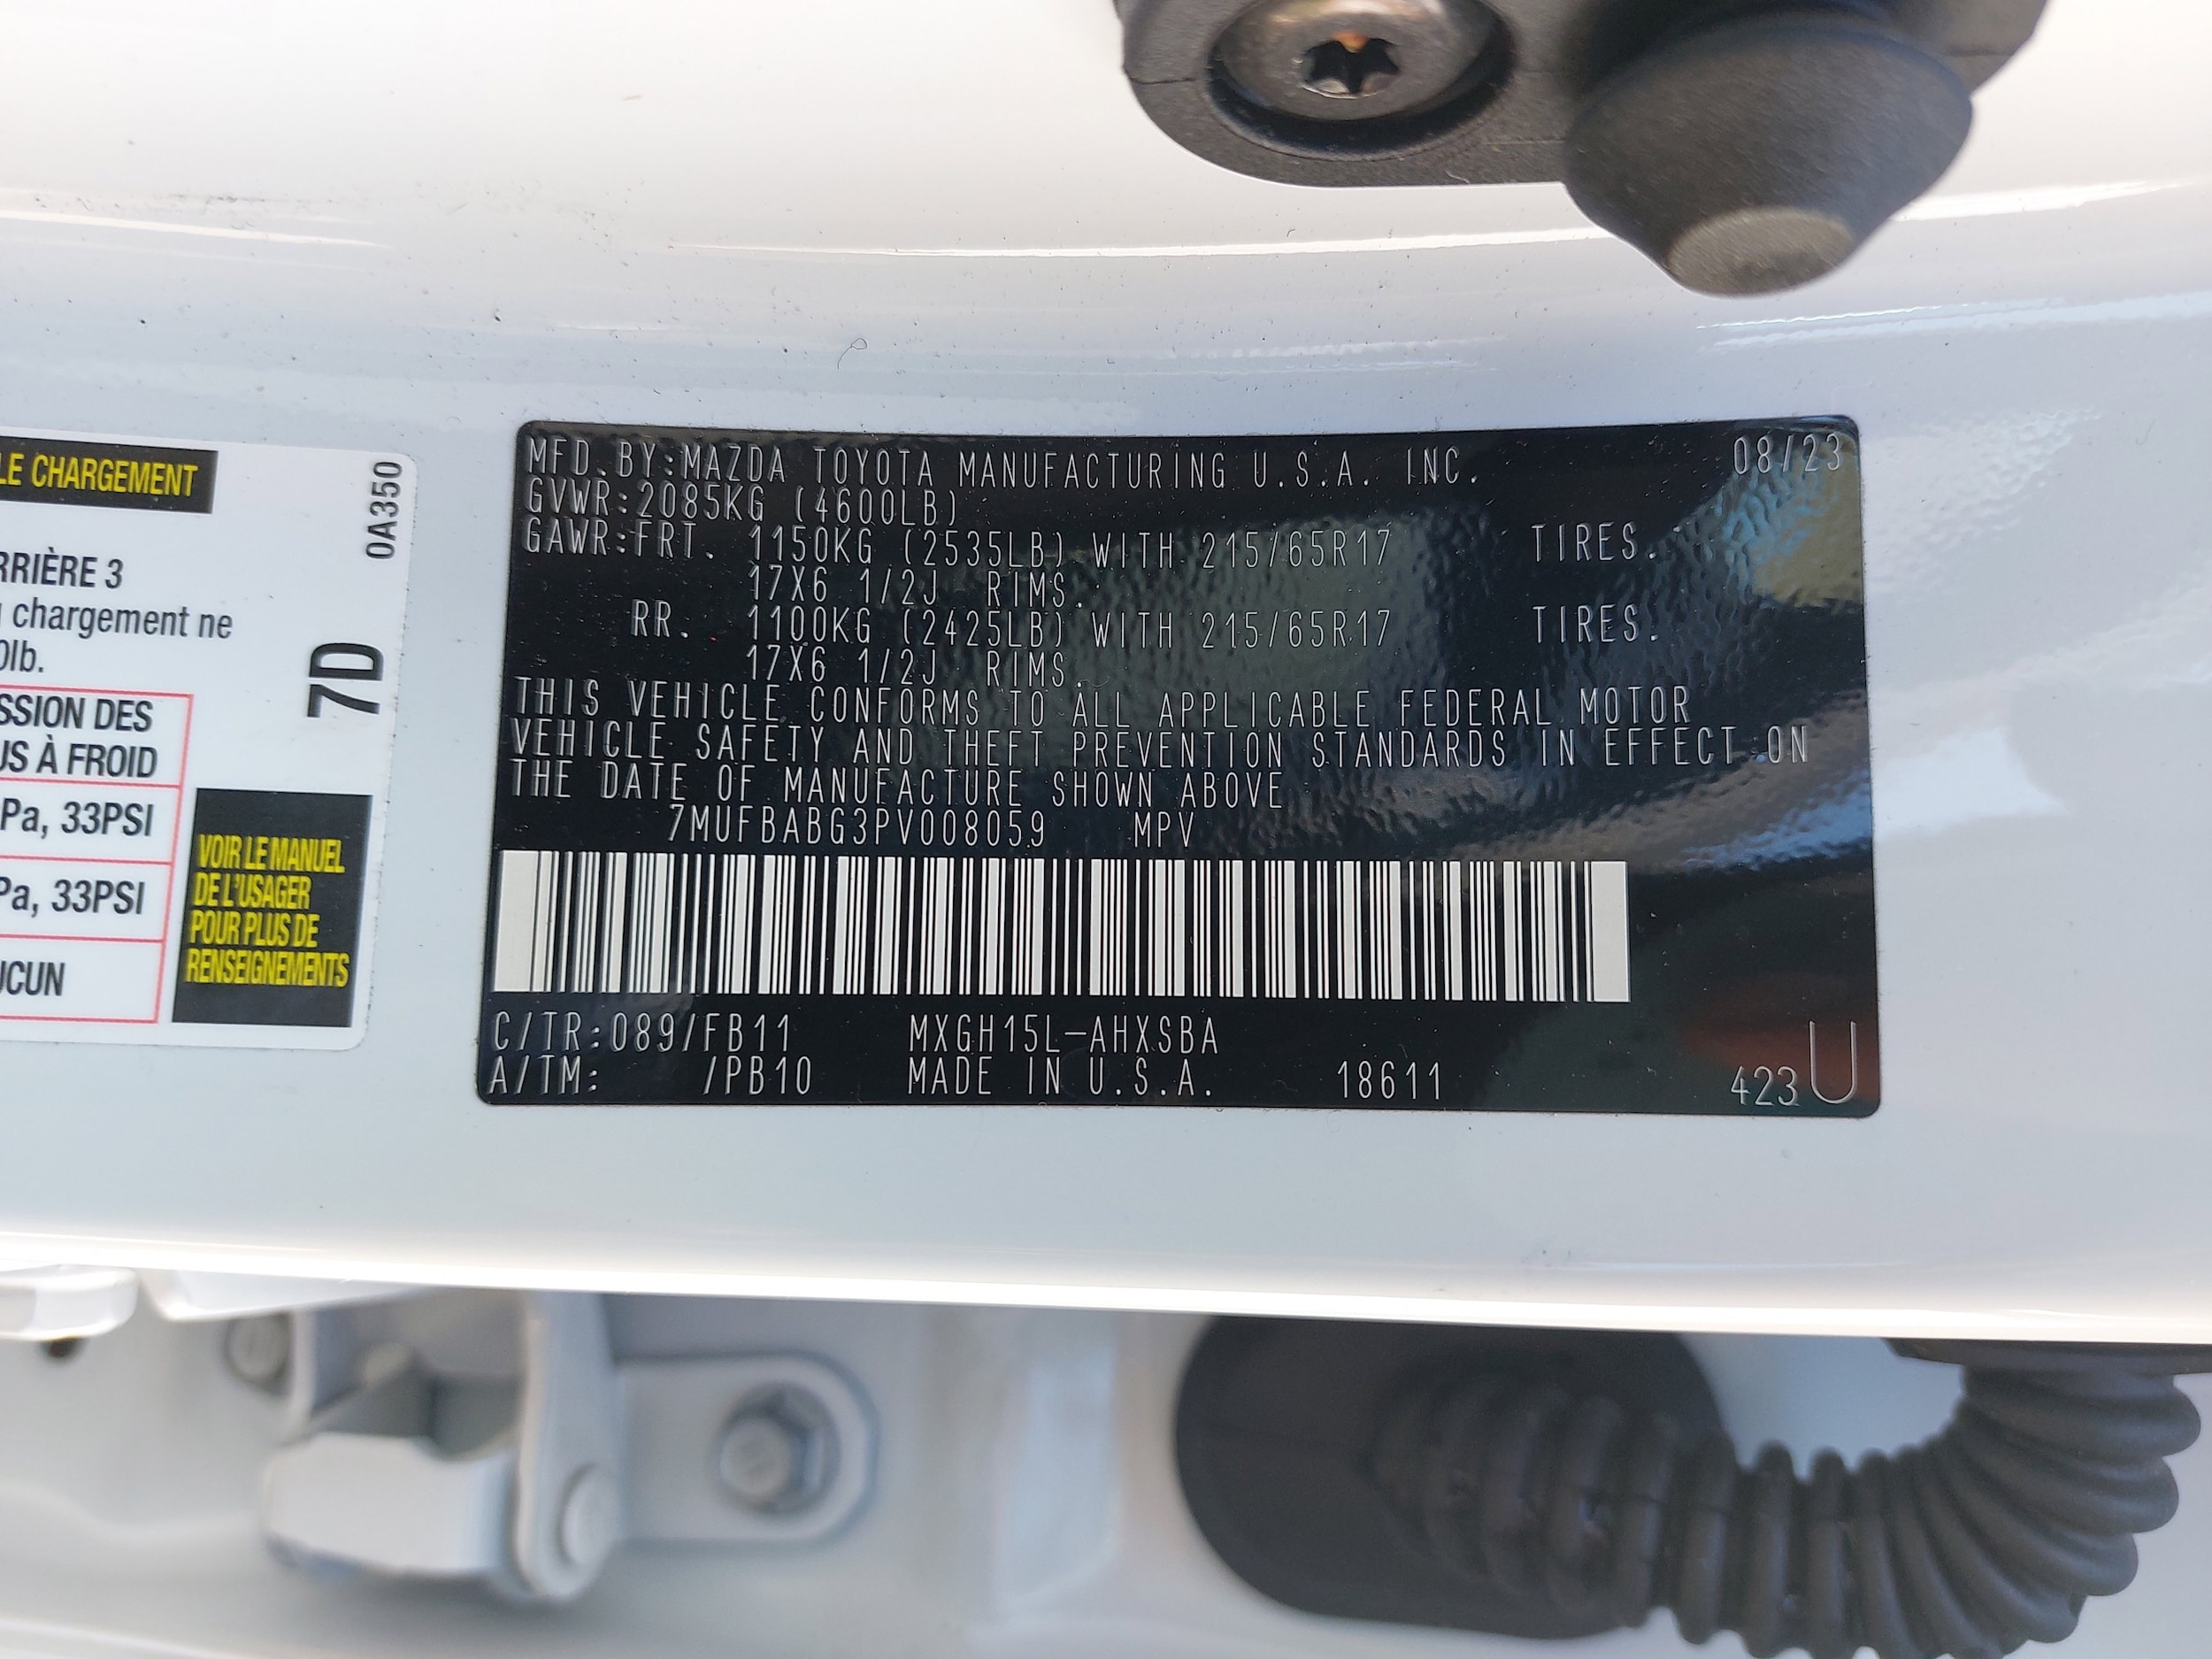 LE CHARGEMENT
0A350
RRIÈRE 3
chargement ne
0lb.
7D
SSION DES
US À FROID
Pa, 33PSI
Pa, 33PSI
UCUN
VOIR LE MANUEL
DE L'USAGER
POUR PLUS DE
RENSEIGNEMENTS
MFD.BY:MAZDA TOYOTA MANUFACTURING U.S.A. INC. 08/23
GVWR:2085KG (4600LB)
GAWR:FRT. 1150KG (2535LB) WITH 215/65R17 TIRES.
17X6 1/2J RIMS.
RR. 1100KG (2425LB) WITH 215/65R17 TIRES.
17X6 1/2J RIMS.
THIS VEHICLE CONFORMS TO ALL APPLICABLE FEDERAL MOTOR
VEHICLE SAFETY AND THEFT PREVENTION STANDARDS IN EFFECT ON
THE DATE OF MANUFACTURE SHOWN ABOVE
7MUFBABG3PV008059 MPV
C/TR:089/FB11 MXGH15L-AHXSBA
A/TM: /PB10 MADE IN U.S.A. 18611 423U